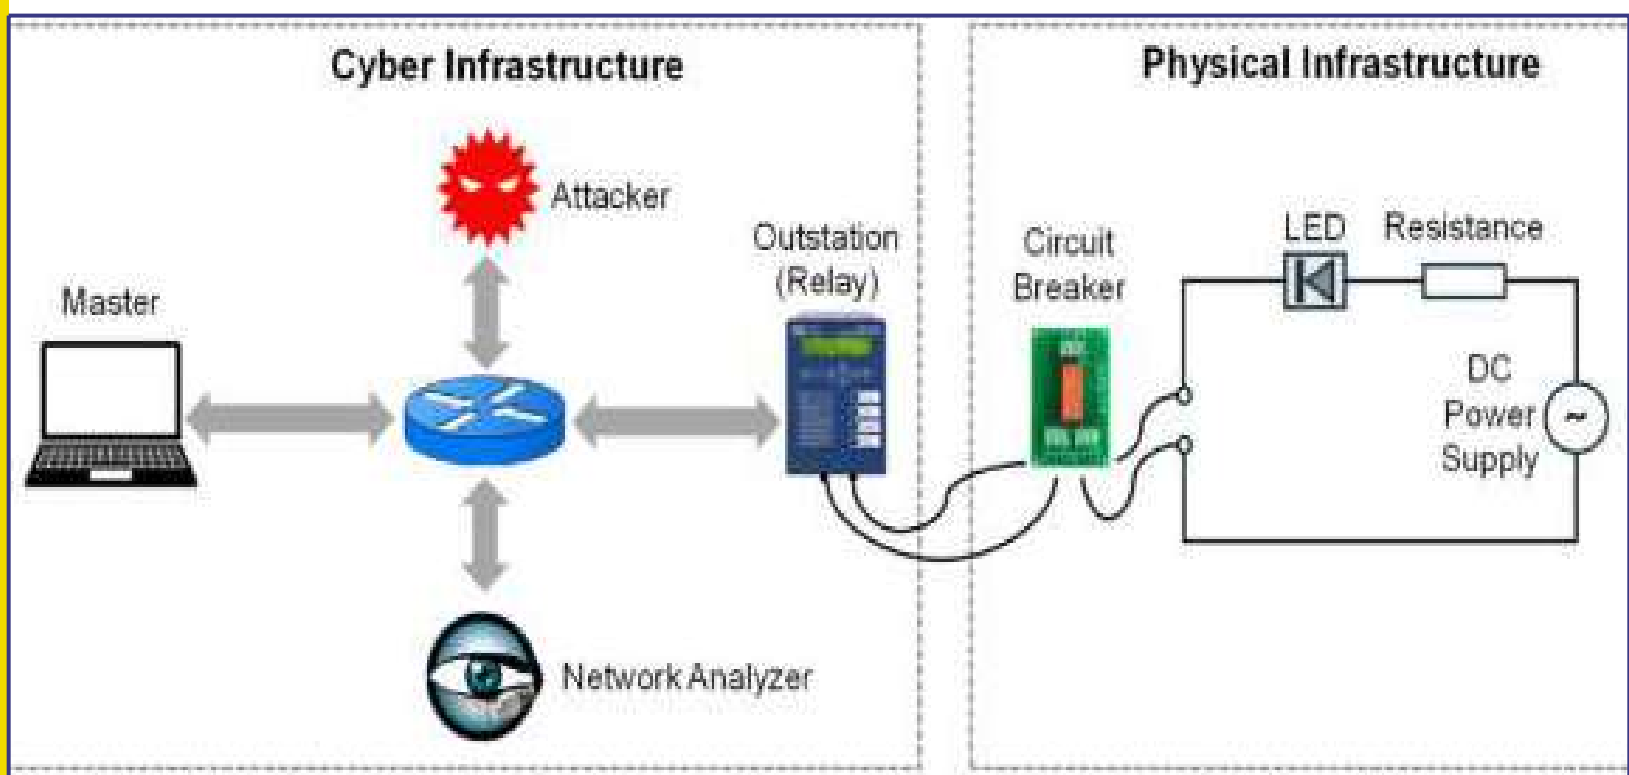 Cyber Infrastructure
Physical Infrastructure
Attacker
Master
Outstation
(Relay)
Network Analyzer
Circuit
Breaker
LED
Resistance
DC
Power
Supply
~